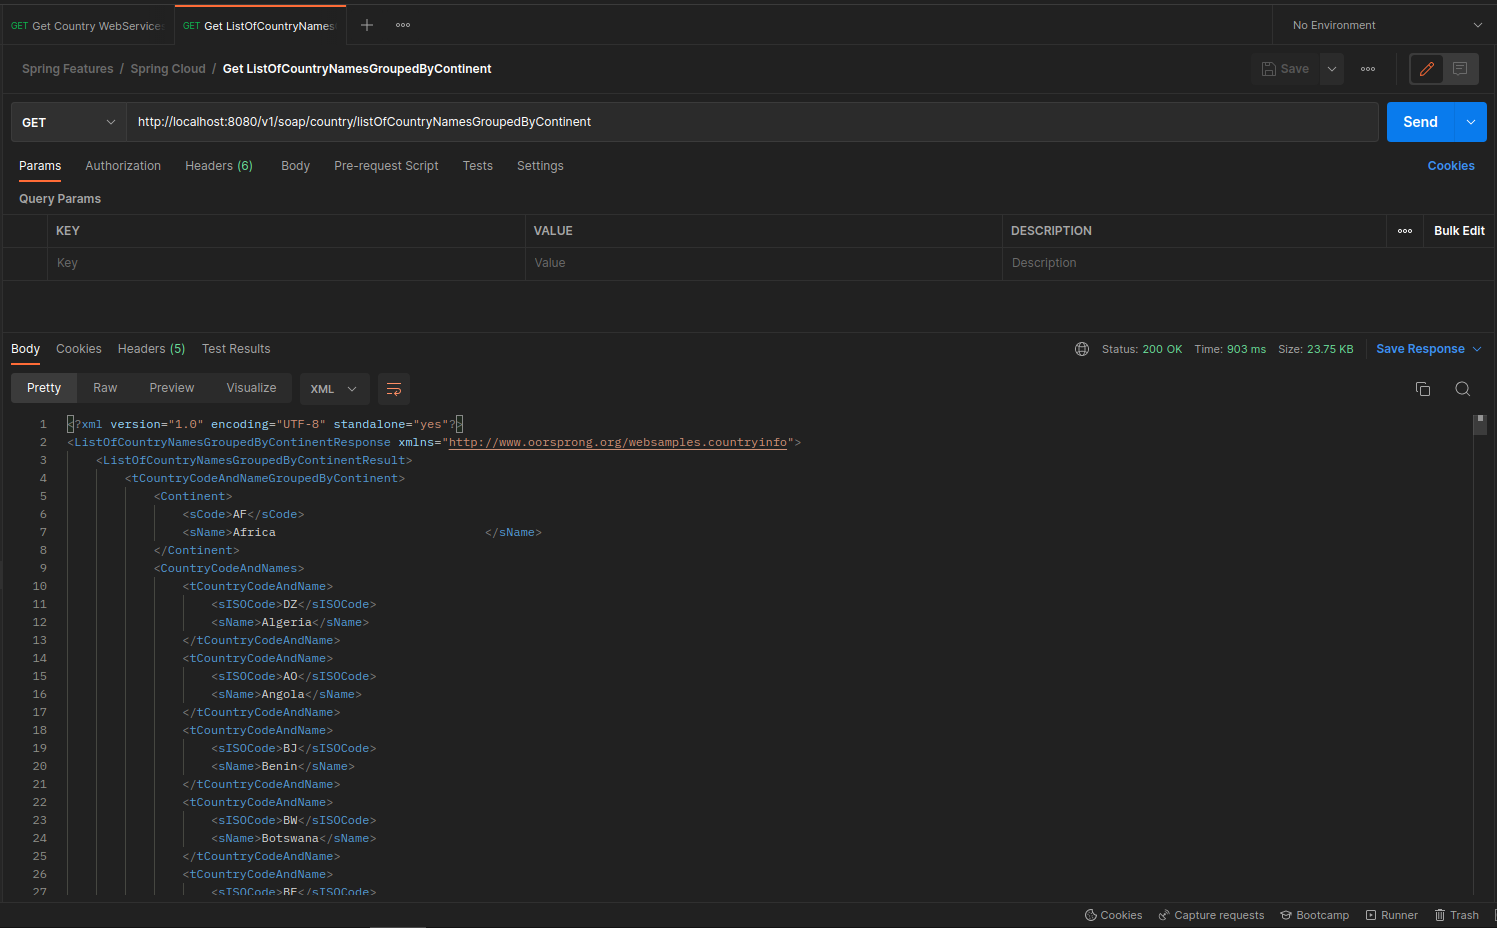 GET Get Country WebServices GET Get ListOfCountryNames No Environment
Spring Features / Spring Cloud / Get ListOfCountryNamesGroupedByContinent Save
GET http://localhost:8080/v1/soap/country/listOfCountryNamesGroupedByContinent Send
Params Authorization Headers (6) Body Pre-request Script Tests Settings Cookies
Query Params
KEY VALUE DESCRIPTION Bulk Edit
Key Value Description
Body Cookies Headers (5) Test Results Status: 200 OK Time: 903 ms Size: 23.75 KB Save Response
Pretty Raw Preview Visualize XML
1 <?xml version="1.0" encoding="UTF-8" standalone="yes"?>
2 <ListOfCountryNamesGroupedByContinentResponse xmlns="http://www.oorsprong.org/websamples.countryinfo">
3 <ListOfCountryNamesGroupedByContinentResult>
4 <tCountryCodeAndNameGroupedByContinent>
5 <Continent>
6 <sCode>AF</sCode>
7 <sName>Africa </sName>
8 </Continent>
9 <CountryCodeAndNames>
10 <tCountryCodeAndName>
11 <sISOCode>DZ</sISOCode>
12 <sName>Algeria</sName>
13 </tCountryCodeAndName>
14 <tCountryCodeAndName>
15 <sISOCode>AO</sISOCode>
16 <sName>Angola</sName>
17 </tCountryCodeAndName>
18 <tCountryCodeAndName>
19 <sISOCode>BJ</sISOCode>
20 <sName>Benin</sName>
21 </tCountryCodeAndName>
22 <tCountryCodeAndName>
23 <sISOCode>BW</sISOCode>
24 <sName>Botswana</sName>
25 </tCountryCodeAndName>
26 <tCountryCodeAndName>
27 <sISOCode>BF</sISOCode>
Cookies Capture requests Bootcamp Runner Trash